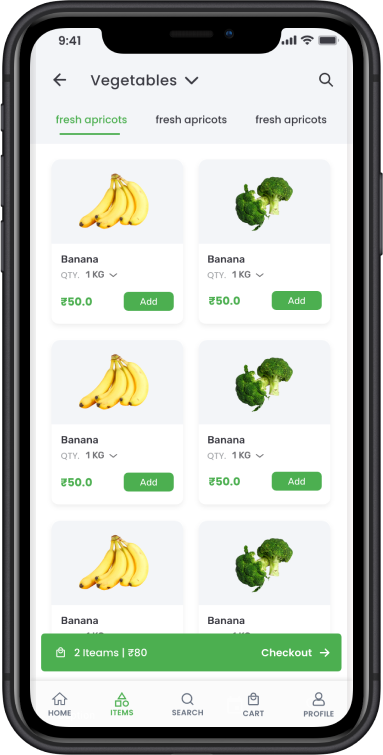 9:41
Vegetables
fresh apricots fresh apricots fresh apricots
Banana Banana
QTY. 1 KG QTY. 1 KG
₹50.0 Add ₹50.0 Add
Banana Banana
QTY. 1 KG QTY. 1 KG
₹50.0 Add ₹50.0 Add
Banana Banana
2 Iteams | ₹80 Checkout
HOME ITEMS SEARCH CART PROFILE